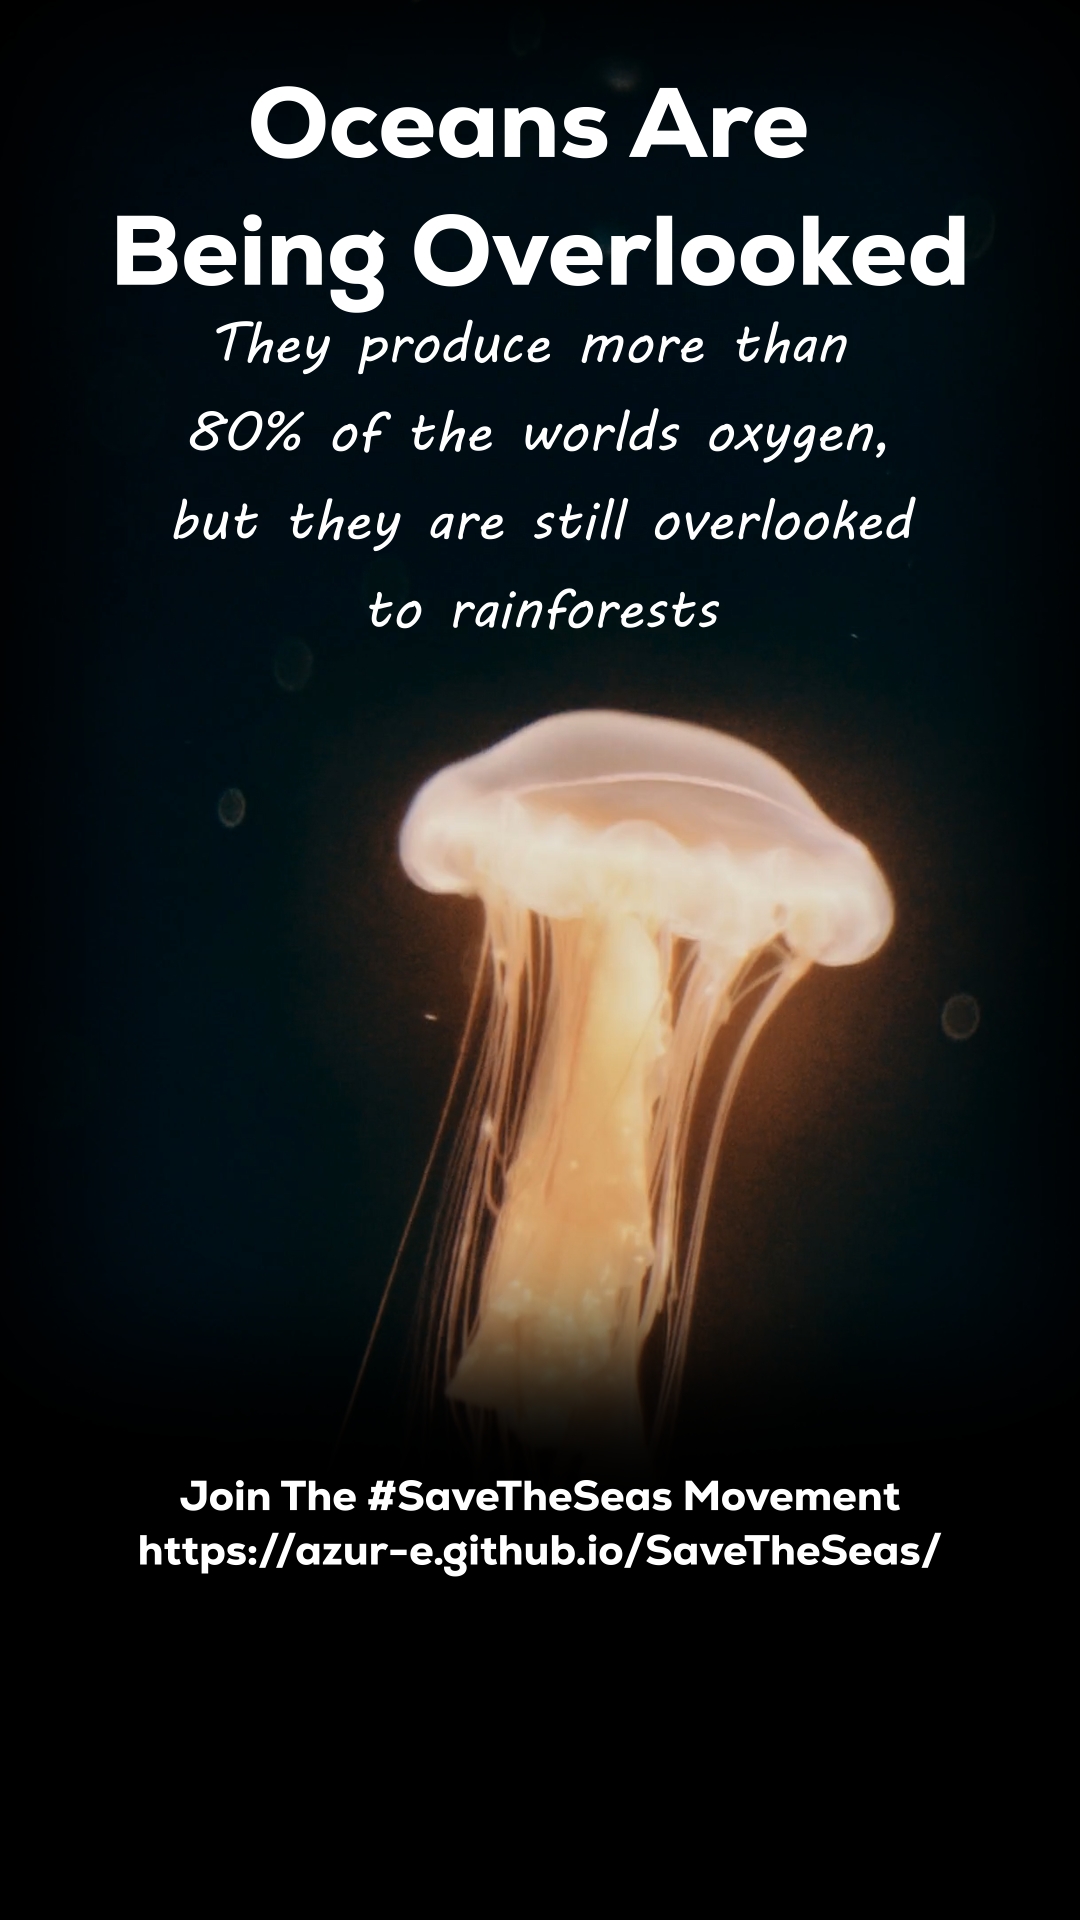 Oceans Are
Being Overlooked
They produce more than
80% of the worlds oxygen,
but they are still overlooked
to rainforests
Join The #SaveTheSeas Movement
https://azur-e.github.io/SaveTheSeas/